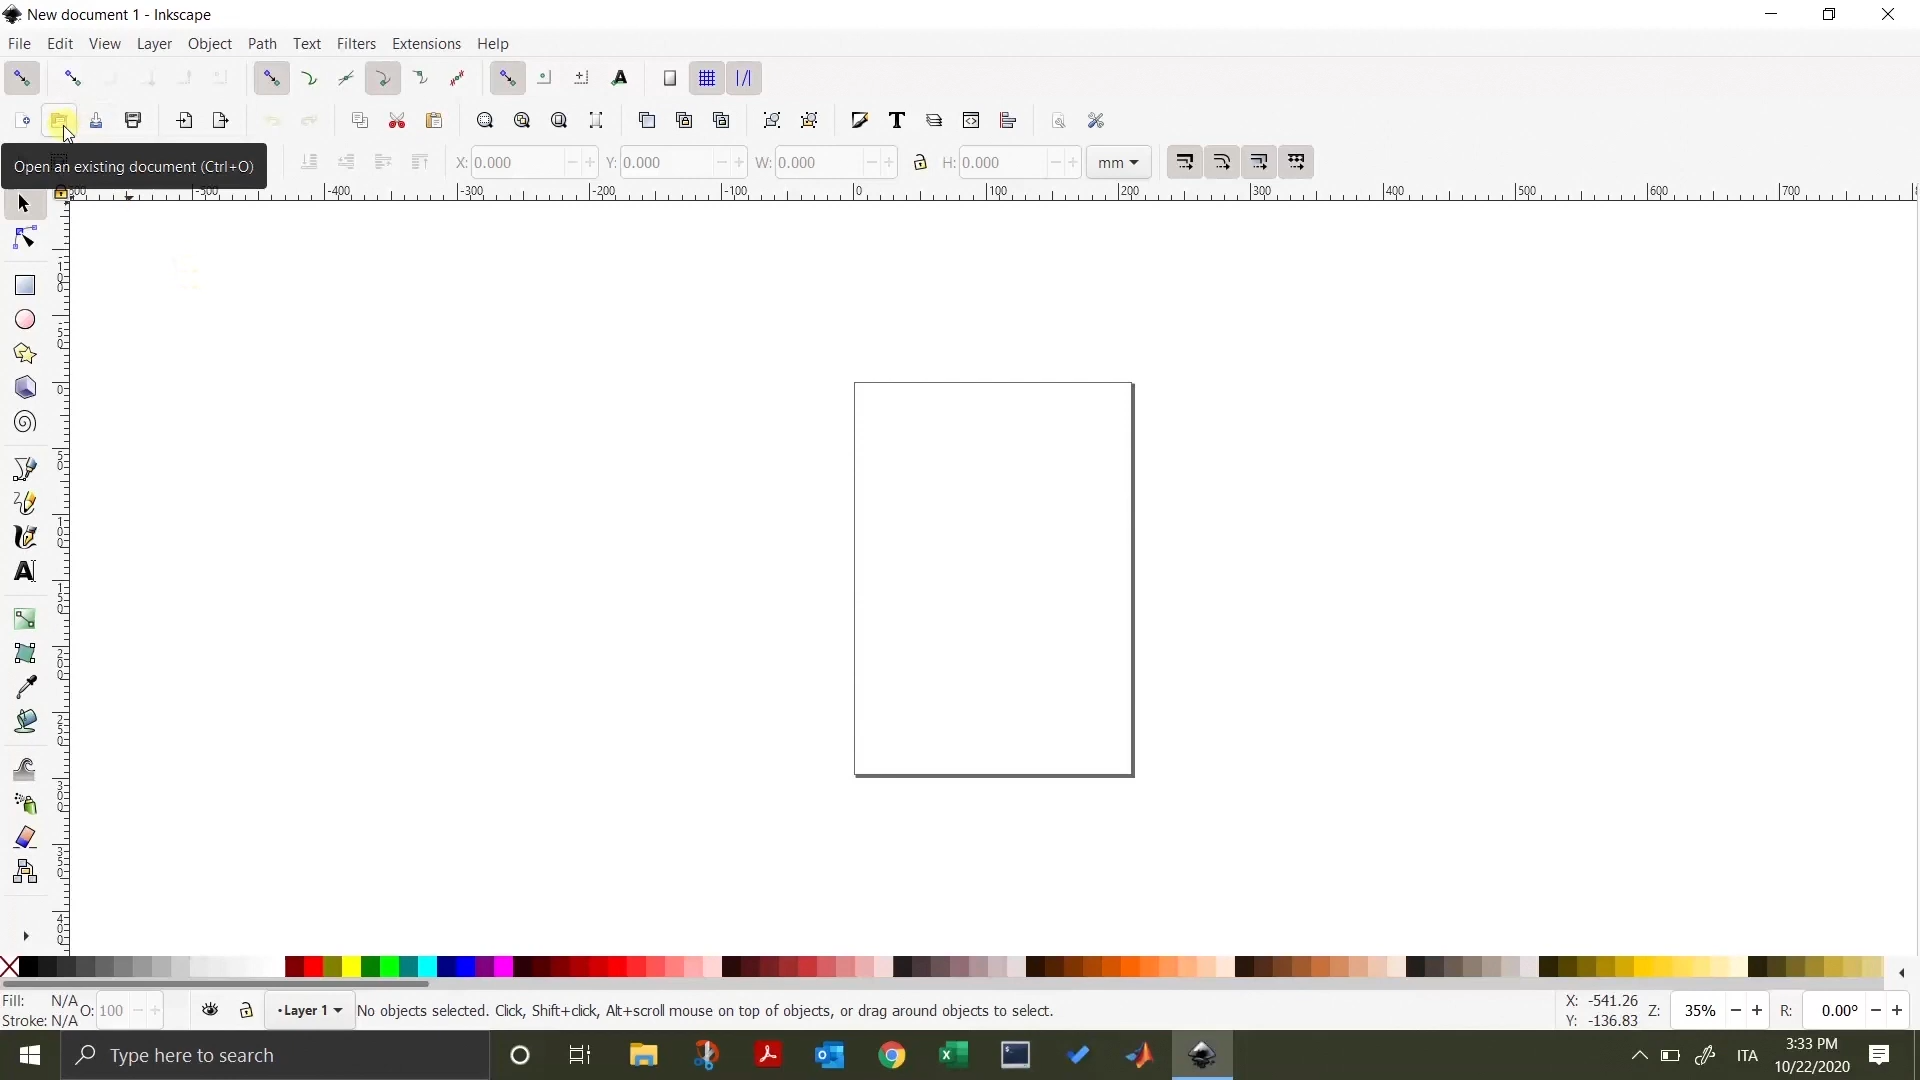 New document 1 - Inkscape
File Edit View Layer Object Path Text Filters Extensions Help
Open an existing document (Ctrl+O)
X: 0.000 Y: 0.000 W: 0.000 H: 0.000 mm
-500 -400 -300 -200 -100 0 100 200 300 400 500 600 700
Fill: N/A
Stroke: N/A
O: 100
Layer 1
No objects selected. Click, Shift+click, Alt+scroll mouse on top of objects, or drag around objects to select.
X: -541.26
Y: -136.83
Z: 35%
R: 0.00°
Type here to search
ITA
3:33 PM
10/22/2020